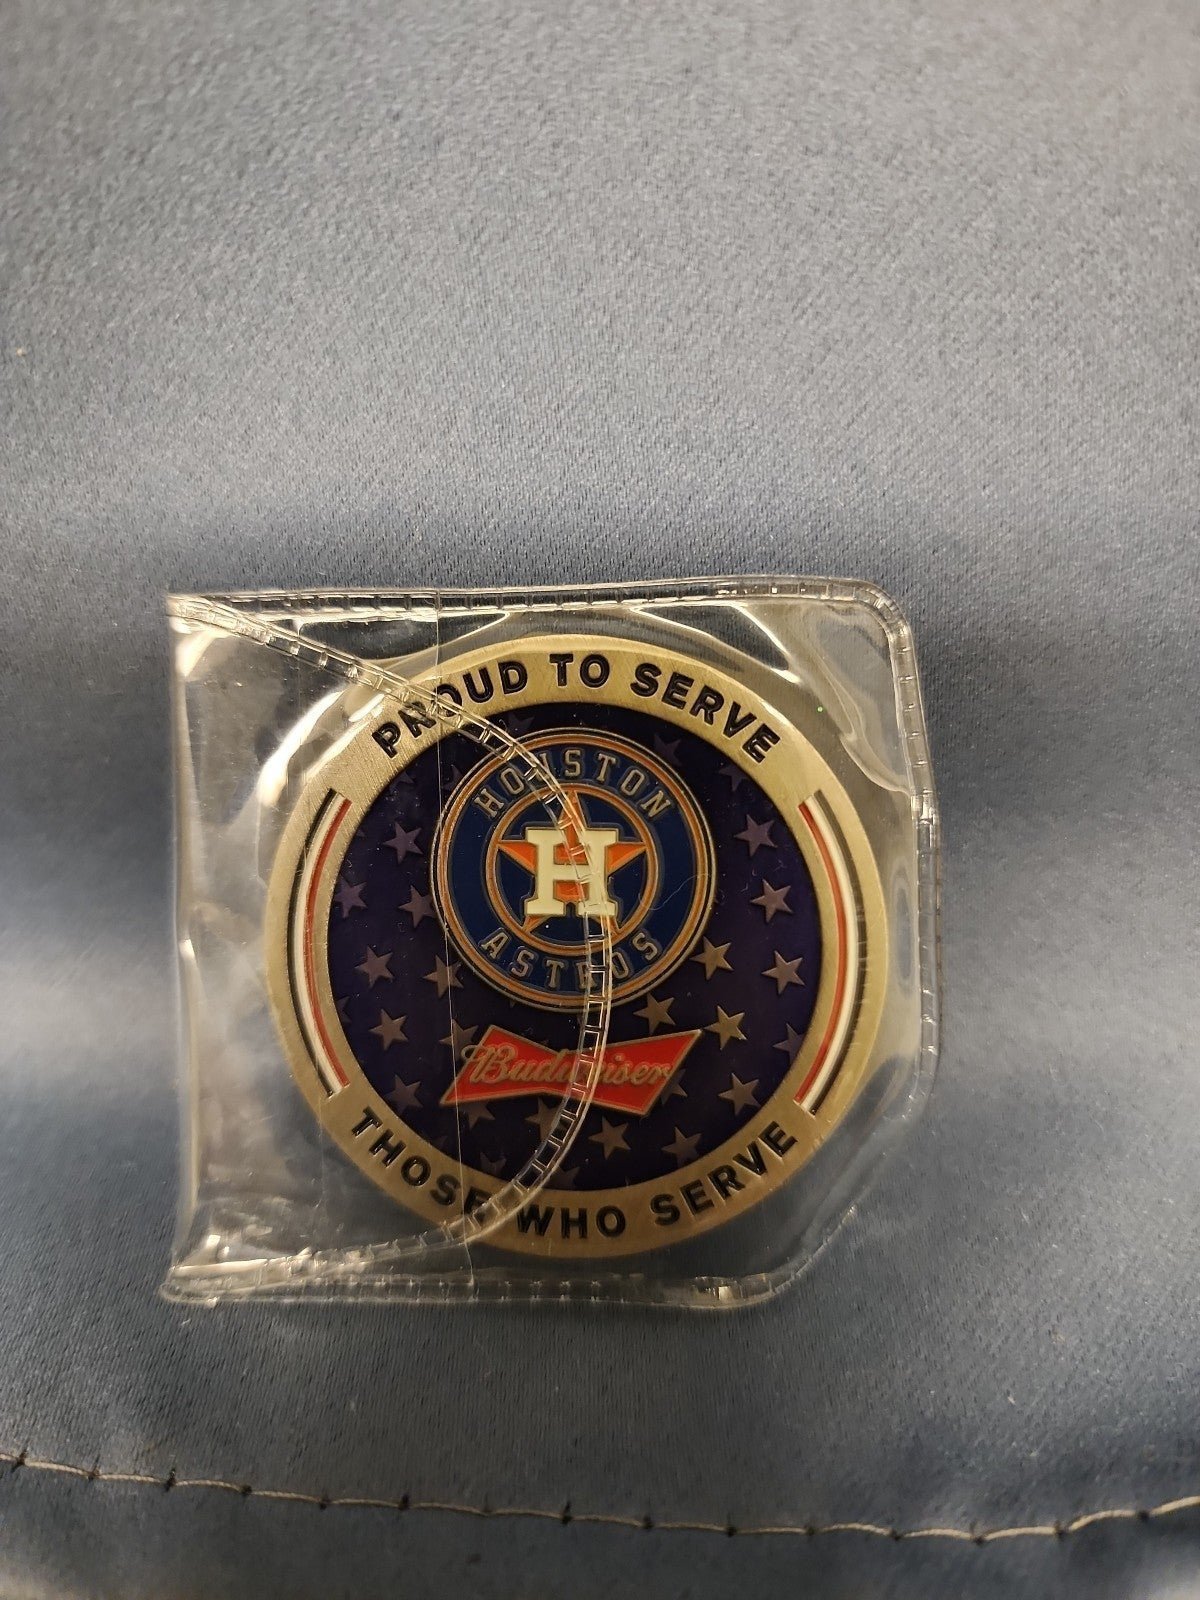 PROUD TO SERVE
HOUSTON
H
ASTROS
Budweiser
THOSE WHO SERVE